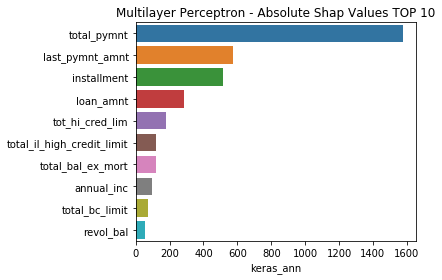 Multilayer Perceptron - Absolute Shap Values TOP 10
total_pymnt
last_pymnt_amnt
installment
loan_amnt
tot_hi_cred_lim
total_il_high_credit_limit
total_bal_ex_mort
annual_inc
total_bc_limit
revol_bal
0 200 400 600 800 1000 1200 1400 1600
keras_ann